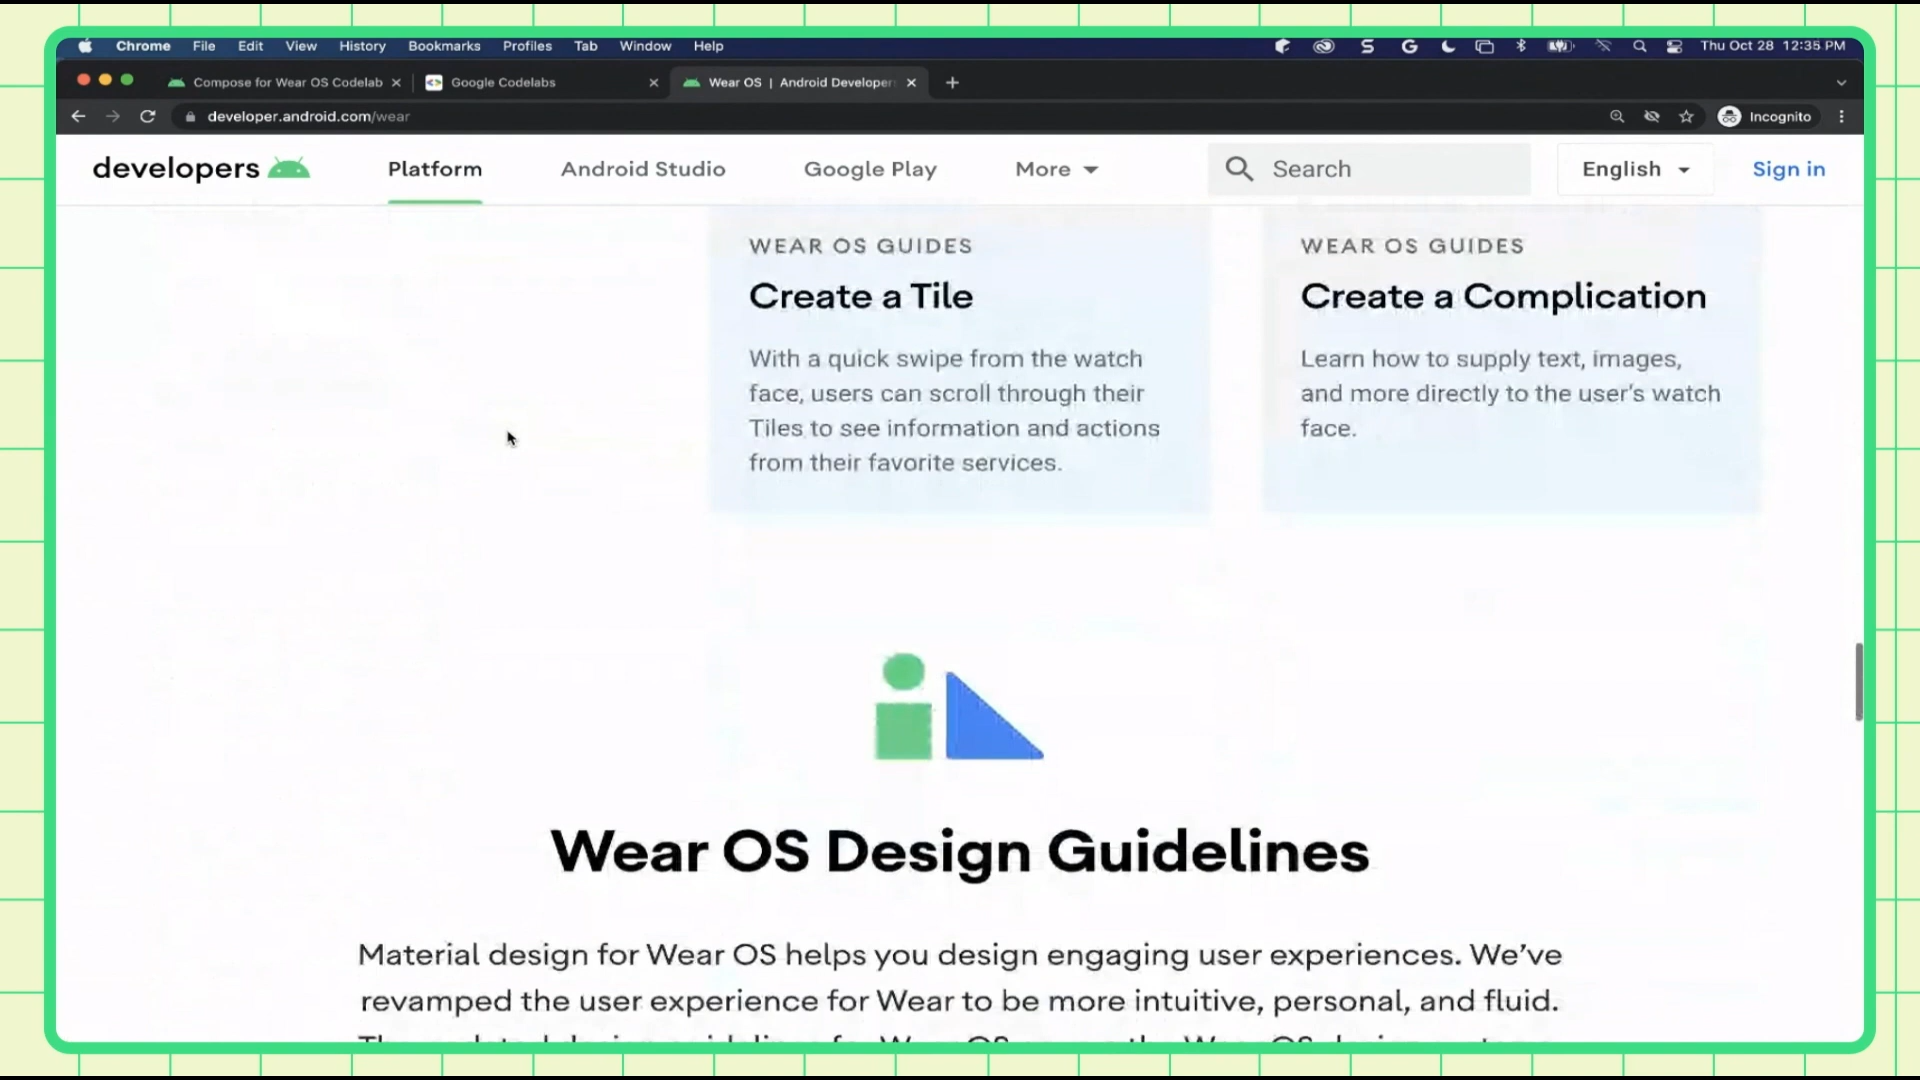 Chrome File Edit View History Bookmarks Profiles Tab Window Help
Thu Oct 28 12:35 PM
Compose for Wear OS Codelab
Google Codelabs
Wear OS | Android Developer
developer.android.com/wear
Incognito
developers
Platform
Android Studio
Google Play
More
Search
English
Sign in
WEAR OS GUIDES
Create a Tile
With a quick swipe from the watch
face, users can scroll through their
Tiles to see information and actions
from their favorite services.
WEAR OS GUIDES
Create a Complication
Learn how to supply text, images,
and more directly to the user's watch
face.
Wear OS Design Guidelines
Material design for Wear OS helps you design engaging user experiences. We've
revamped the user experience for Wear to be more intuitive, personal, and fluid.